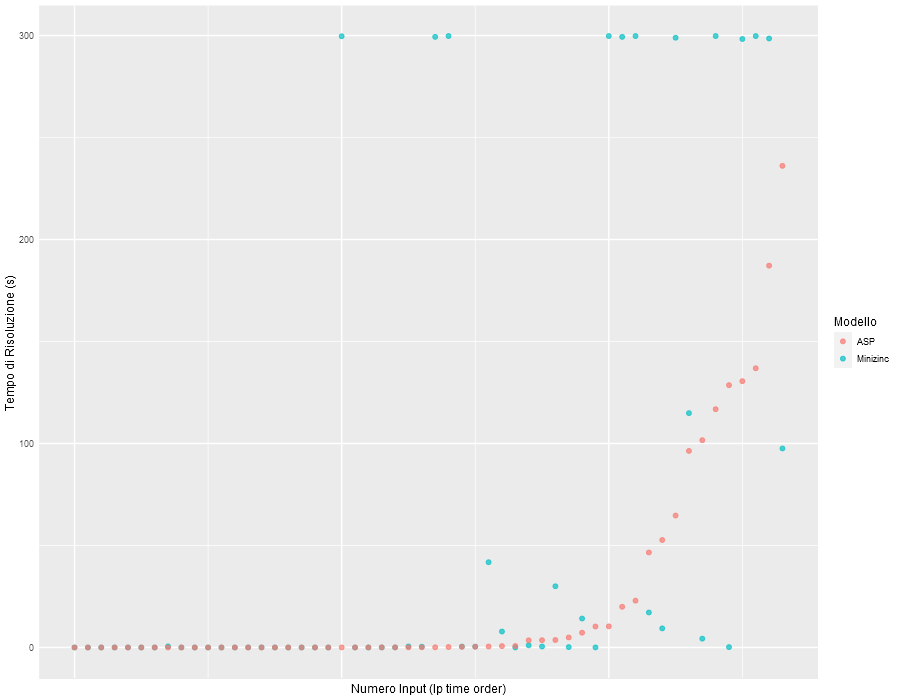 300
200
100
0
Tempo di Risoluzione (s)
Numero Input (lp time order)
Modello
ASP
Minizinc